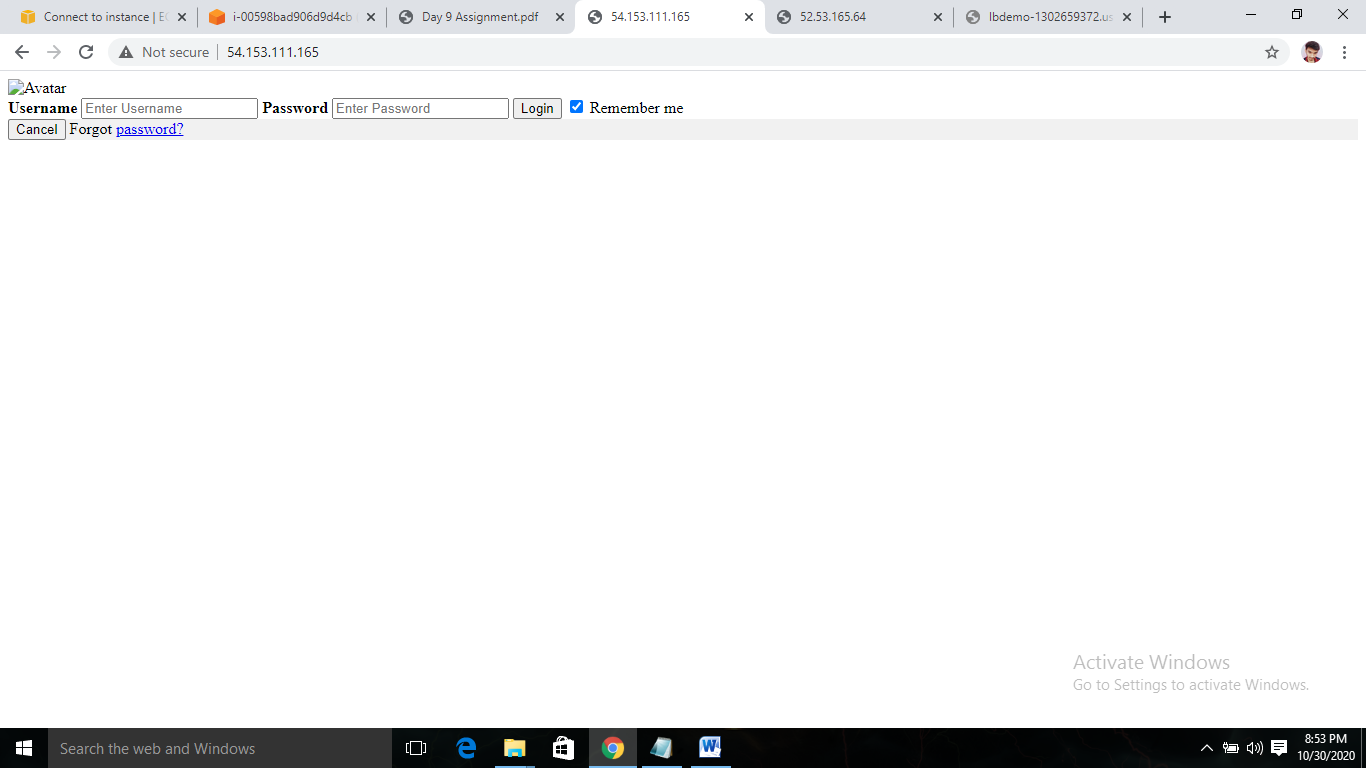 Connect to instance | EC
i-00598bad906d9d4cb
Day 9 Assignment.pdf
54.153.111.165
52.53.165.64
lbdemo-1302659372.us
Not secure
54.153.111.165
Avatar
Username Enter Username Password Enter Password Login Remember me
Cancel Forgot password?
Activate Windows
Go to Settings to activate Windows.
Search the web and Windows
8:53 PM
10/30/2020